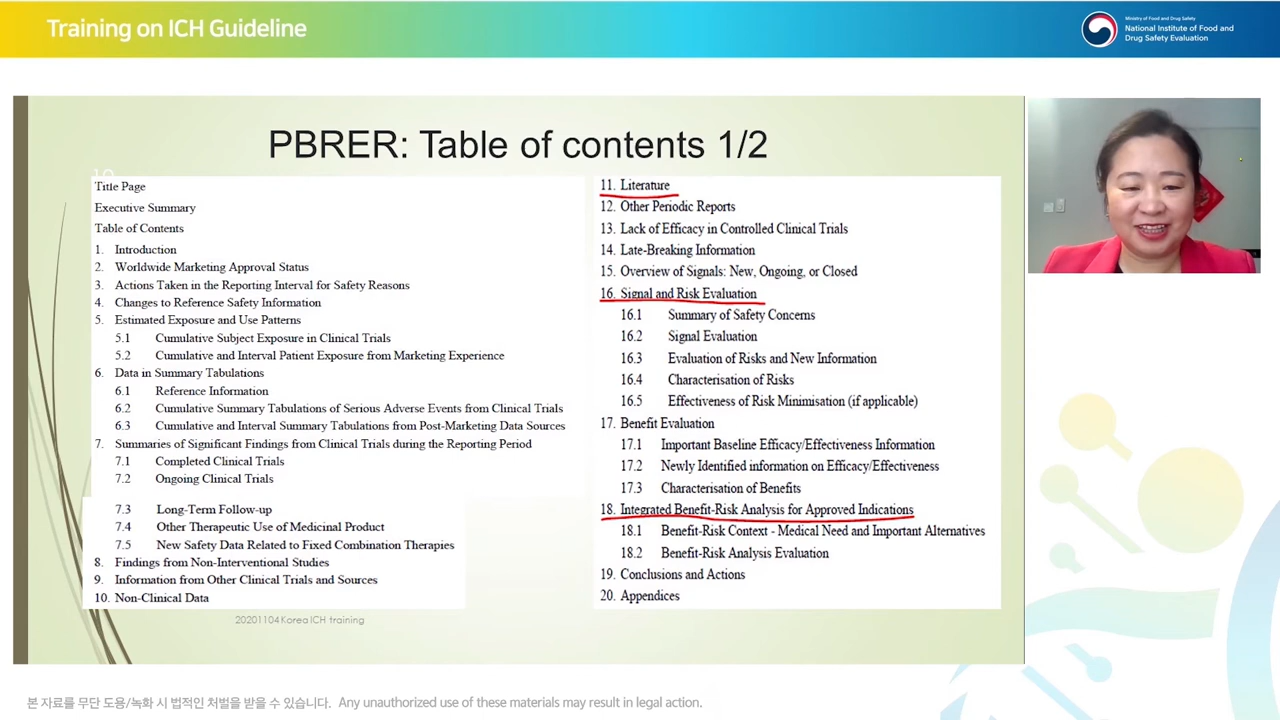 Training on ICH Guideline
Ministry of Food and Drug Safety
National Institute of Food and
Drug Safety Evaluation
PBRER: Table of contents 1/2
Title Page
Executive Summary
Table of Contents
1. Introduction
2. Worldwide Marketing Approval Status
3. Actions Taken in the Reporting Interval for Safety Reasons
4. Changes to Reference Safety Information
5. Estimated Exposure and Use Patterns
5.1 Cumulative Subject Exposure in Clinical Trials
5.2 Cumulative and Interval Patient Exposure from Marketing Experience
6. Data in Summary Tabulations
6.1 Reference Information
6.2 Cumulative Summary Tabulations of Serious Adverse Events from Clinical Trials
6.3 Cumulative and Interval Summary Tabulations from Post-Marketing Data Sources
7. Summaries of Significant Findings from Clinical Trials during the Reporting Period
7.1 Completed Clinical Trials
7.2 Ongoing Clinical Trials
7.3 Long-Term Follow-up
7.4 Other Therapeutic Use of Medicinal Product
7.5 New Safety Data Related to Fixed Combination Therapies
8. Findings from Non-Interventional Studies
9. Information from Other Clinical Trials and Sources
10. Non-Clinical Data
11. Literature
12. Other Periodic Reports
13. Lack of Efficacy in Controlled Clinical Trials
14. Late-Breaking Information
15. Overview of Signals: New, Ongoing, or Closed
16. Signal and Risk Evaluation
16.1 Summary of Safety Concerns
16.2 Signal Evaluation
16.3 Evaluation of Risks and New Information
16.4 Characterisation of Risks
16.5 Effectiveness of Risk Minimisation (if applicable)
17. Benefit Evaluation
17.1 Important Baseline Efficacy/Effectiveness Information
17.2 Newly Identified information on Efficacy/Effectiveness
17.3 Characterisation of Benefits
18. Integrated Benefit-Risk Analysis for Approved Indications
18.1 Benefit-Risk Context - Medical Need and Important Alternatives
18.2 Benefit-Risk Analysis Evaluation
19. Conclusions and Actions
20. Appendices
20201104 Korea ICH training
본 자료를 무단 도용/녹화 시 법적인 처벌을 받을 수 있습니다. Any unauthorized use of these materials may result in legal action.